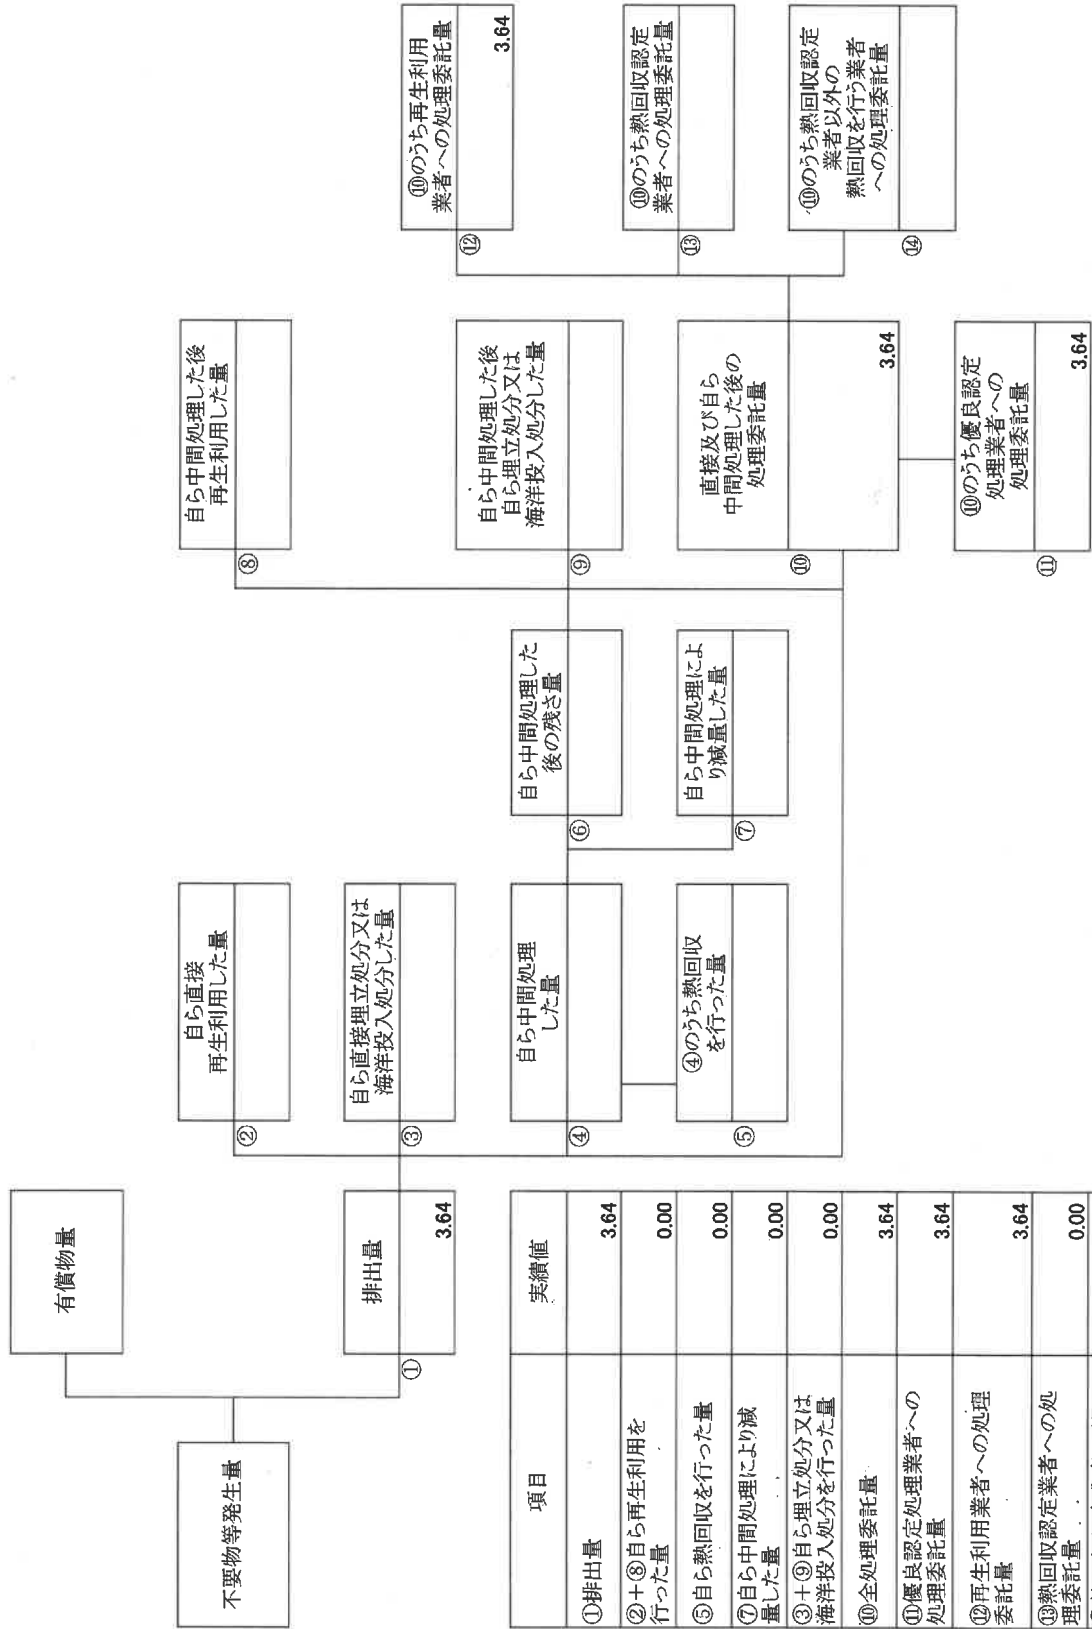 有償物量
不要物等発生量
排出量
①
3.64
自ら直接
再生利用した量
②
自ら直接埋立処分又は
海洋投入処分した量
③
自ら中間処理
した量
④
④のうち熱回収
を行った量
⑤
自ら中間処理した
後の残さ量
⑥
自ら中間処理によ
り減量した量
⑦
自ら中間処理した後
再生利用した量
⑧
自ら中間処理した後
自ら埋立処分又は
海洋投入処分した量
⑨
直接及び自ら
中間処理した後の
処理委託量
⑩
3.64
⑩のうち優良認定
処理業者への
処理委託量
⑪
3.64
⑩のうち再生利用
業者への処理委託量
⑫
3.64
⑩のうち熱回収認定
業者への処理委託量
⑬
⑩のうち熱回収認定
業者以外の
熱回収を行う業者
への処理委託量
⑭
項目 実績値
①排出量 3.64
②+⑧自ら再生利用を
行った量 0.00
⑤自ら熱回収を行った量 0.00
⑦自ら中間処理により減
量した量 0.00
③+⑨自ら埋立処分又は
海洋投入処分を行った量 0.00
⑩全処理委託量 3.64
⑪優良認定処理業者への
処理委託量 3.64
⑫再生利用業者への処理
委託量 3.64
⑬熱回収認定業者への処
理委託量 0.00